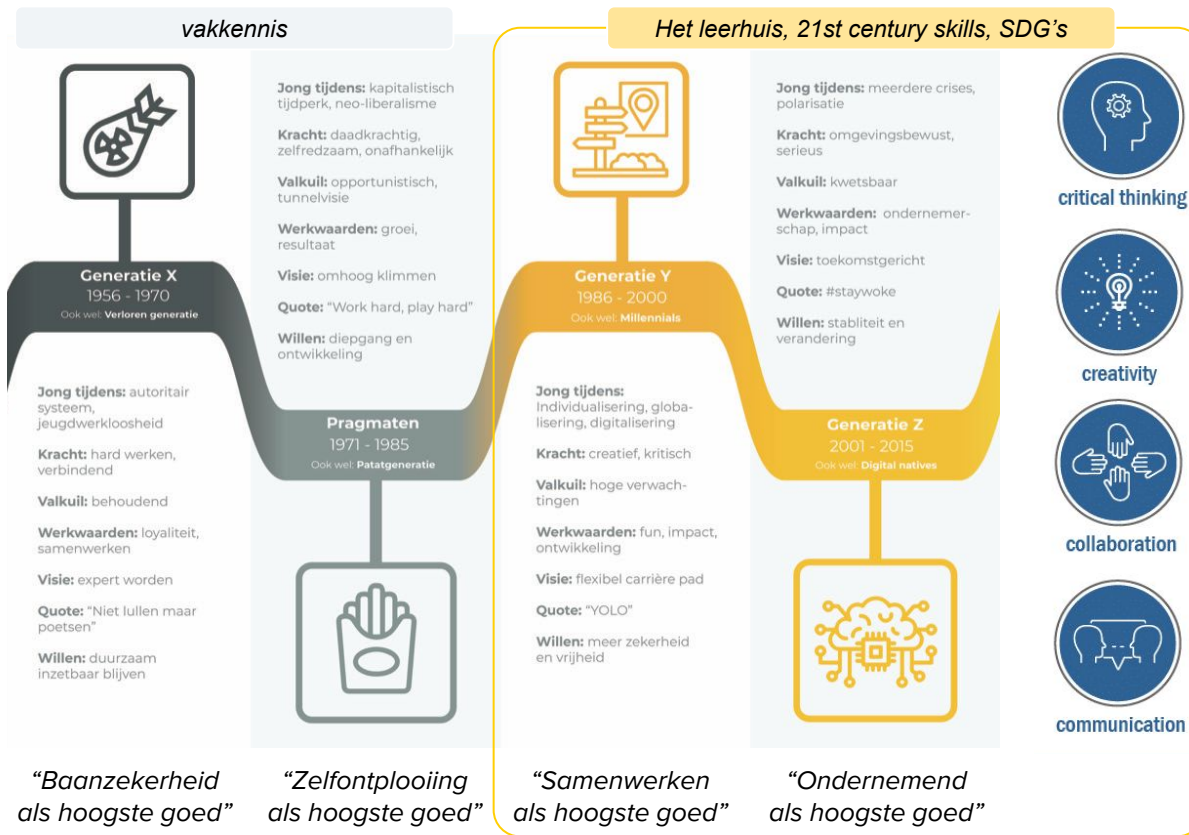 vakkennis
Het leerhuis, 21st century skills, SDG's
Generatie X
1956 - 1970
Ook wel: Verloren generatie
Jong tijdens: autoritair
systeem,
jeugdwerkloosheid
Kracht: hard werken,
verbindend
Valkuil: behoudend
Werkwaarden: loyaliteit,
samenwerken
Visie: expert worden
Quote: “Niet lullen maar
poetsen”
Willen: duurzaam
inzetbaar blijven
“Baanzekerheid
als hoogste goed”
Jong tijdens: kapitalistisch
tijdperk, neo-liberalisme
Kracht: daadkrachtig,
zelfredzaam, onafhankelijk
Valkuil: opportunistisch,
tunnelvisie
Werkwaarden: groei,
resultaat
Visie: omhoog klimmen
Quote: “Work hard, play hard”
Willen: diepgang en
ontwikkeling
Pragmaten
1971 - 1985
Ook wel: Patatgeneratie
“Zelfontplooiing
als hoogste goed”
Generatie Y
1986 - 2000
Ook wel: Millennials
Jong tijdens:
Individualisering, globa-
lisering, digitalisering
Kracht: creatief, kritisch
Valkuil: hoge verwach-
tingen
Werkwaarden: fun, impact,
ontwikkeling
Visie: flexibel carrière pad
Quote: “YOLO”
Willen: meer zekerheid
en vrijheid
“Samenwerken
als hoogste goed”
Jong tijdens: meerdere crises,
polarisatie
Kracht: omgevingsbewust,
serieus
Valkuil: kwetsbaar
Werkwaarden: ondernemer-
schap, impact
Visie: toekomstgericht
Quote: #staywoke
Willen: stabliteit en
verandering
Generatie Z
2001 - 2015
Ook wel: Digital natives
“Ondernemend
als hoogste goed”
critical thinking
creativity
collaboration
communication